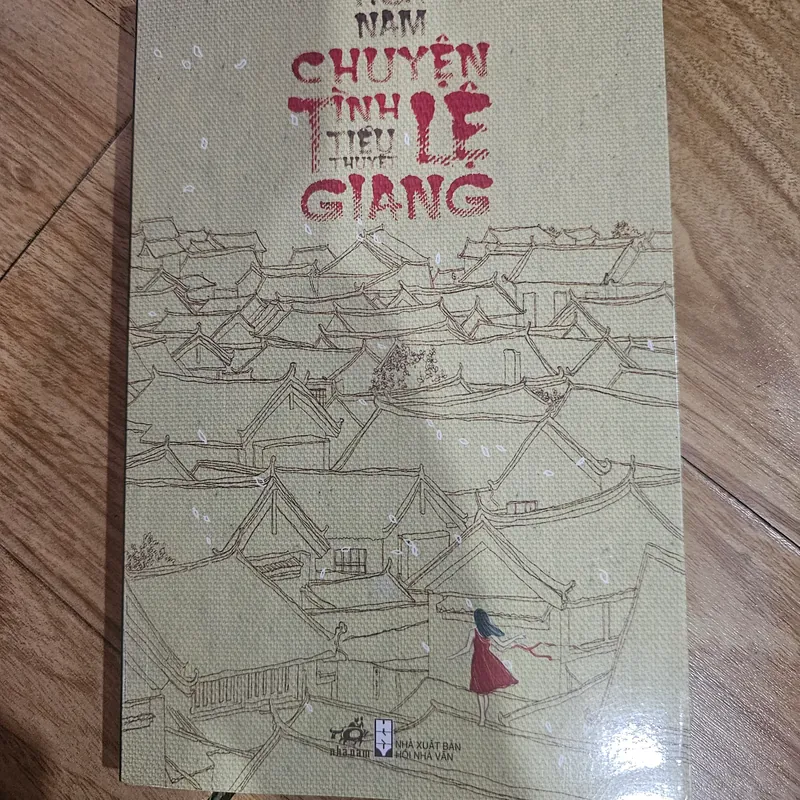 NAM
CHUYỆN
TÌNH LỆ
TIỂU
THUYẾT
GIANG
nhã nam
NHÀ XUẤT BẢN
HỘI NHÀ VĂN